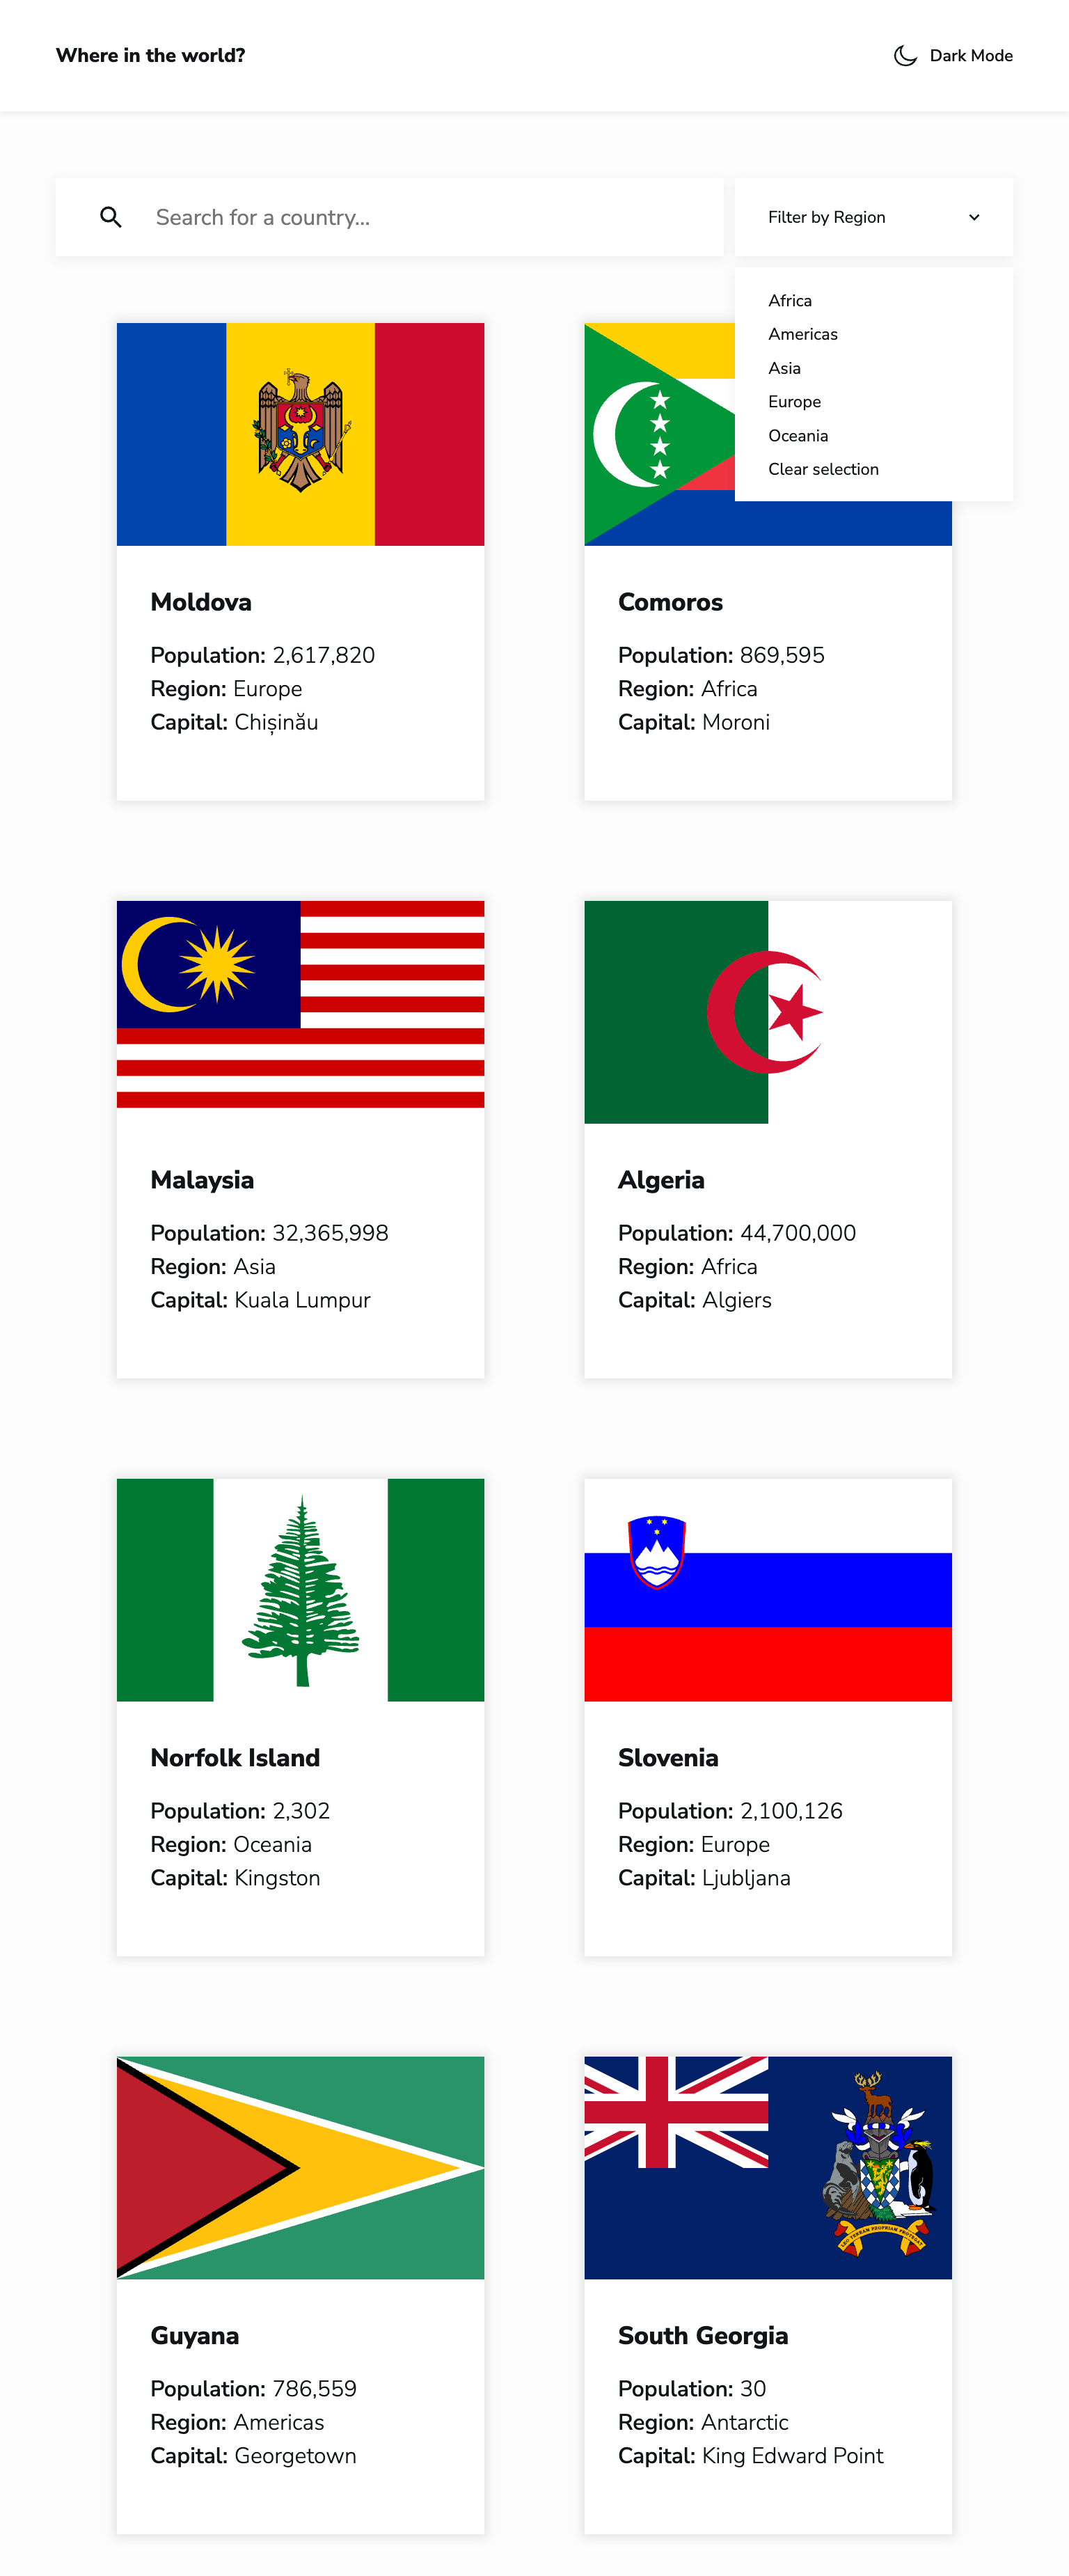 Where in the world?
Dark Mode
Search for a country...
Filter by Region
Africa
Americas
Asia
Europe
Oceania
Clear selection
Moldova
Population: 2,617,820
Region: Europe
Capital: Chișinău
Comoros
Population: 869,595
Region: Africa
Capital: Moroni
Malaysia
Population: 32,365,998
Region: Asia
Capital: Kuala Lumpur
Algeria
Population: 44,700,000
Region: Africa
Capital: Algiers
Norfolk Island
Population: 2,302
Region: Oceania
Capital: Kingston
Slovenia
Population: 2,100,126
Region: Europe
Capital: Ljubljana
LEO TERRAM PROPRIAM PROTEGAT
Guyana
Population: 786,559
Region: Americas
Capital: Georgetown
South Georgia
Population: 30
Region: Antarctic
Capital: King Edward Point